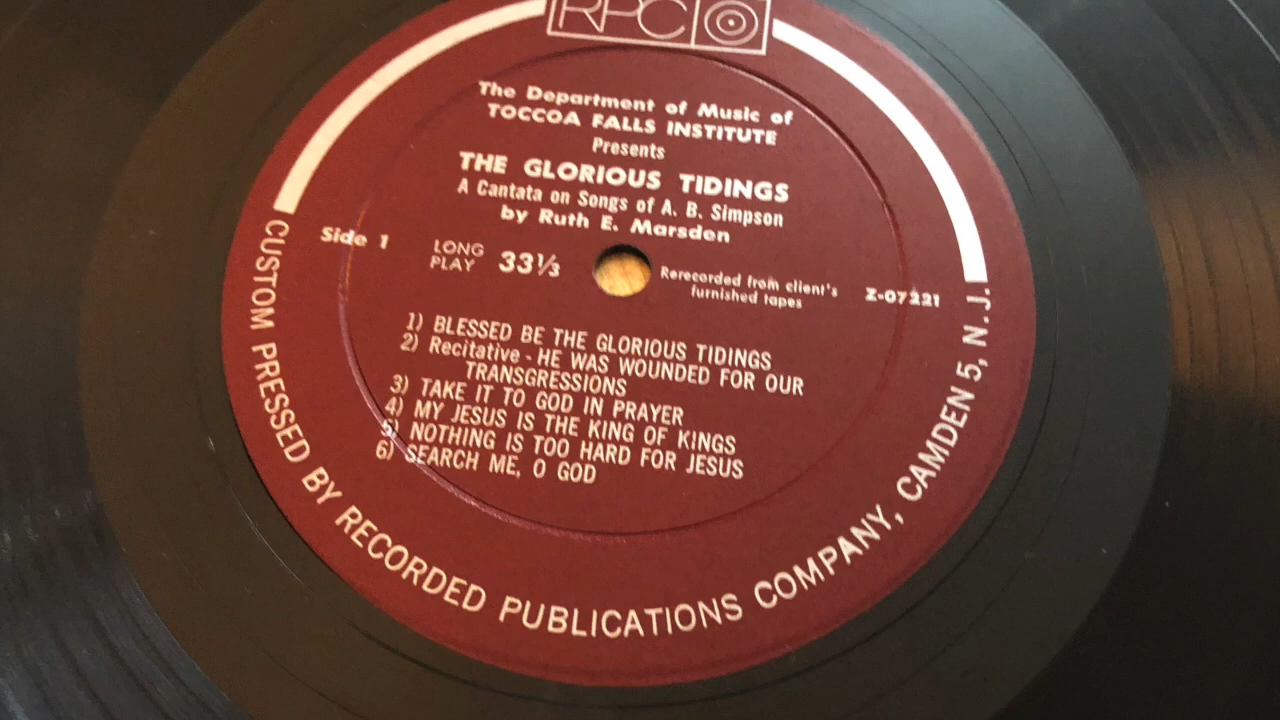 RPC
The Department of Music of
TOCCOA FALLS INSTITUTE
Presents
THE GLORIOUS TIDINGS
A Cantata on Songs of A. B. Simpson
by Ruth E. Marsden
Side 1
LONG
PLAY
33⅓
Rerecorded from client's
furnished tapes
Z-07221
1) BLESSED BE THE GLORIOUS TIDINGS
2) Recitative - HE WAS WOUNDED FOR OUR
TRANSGRESSIONS
3) TAKE IT TO GOD IN PRAYER
4) MY JESUS IS THE KING OF KINGS
5) NOTHING IS TOO HARD FOR JESUS
6) SEARCH ME, O GOD
CUSTOM PRESSED BY RECORDED PUBLICATIONS COMPANY, CAMDEN 5, N.J.